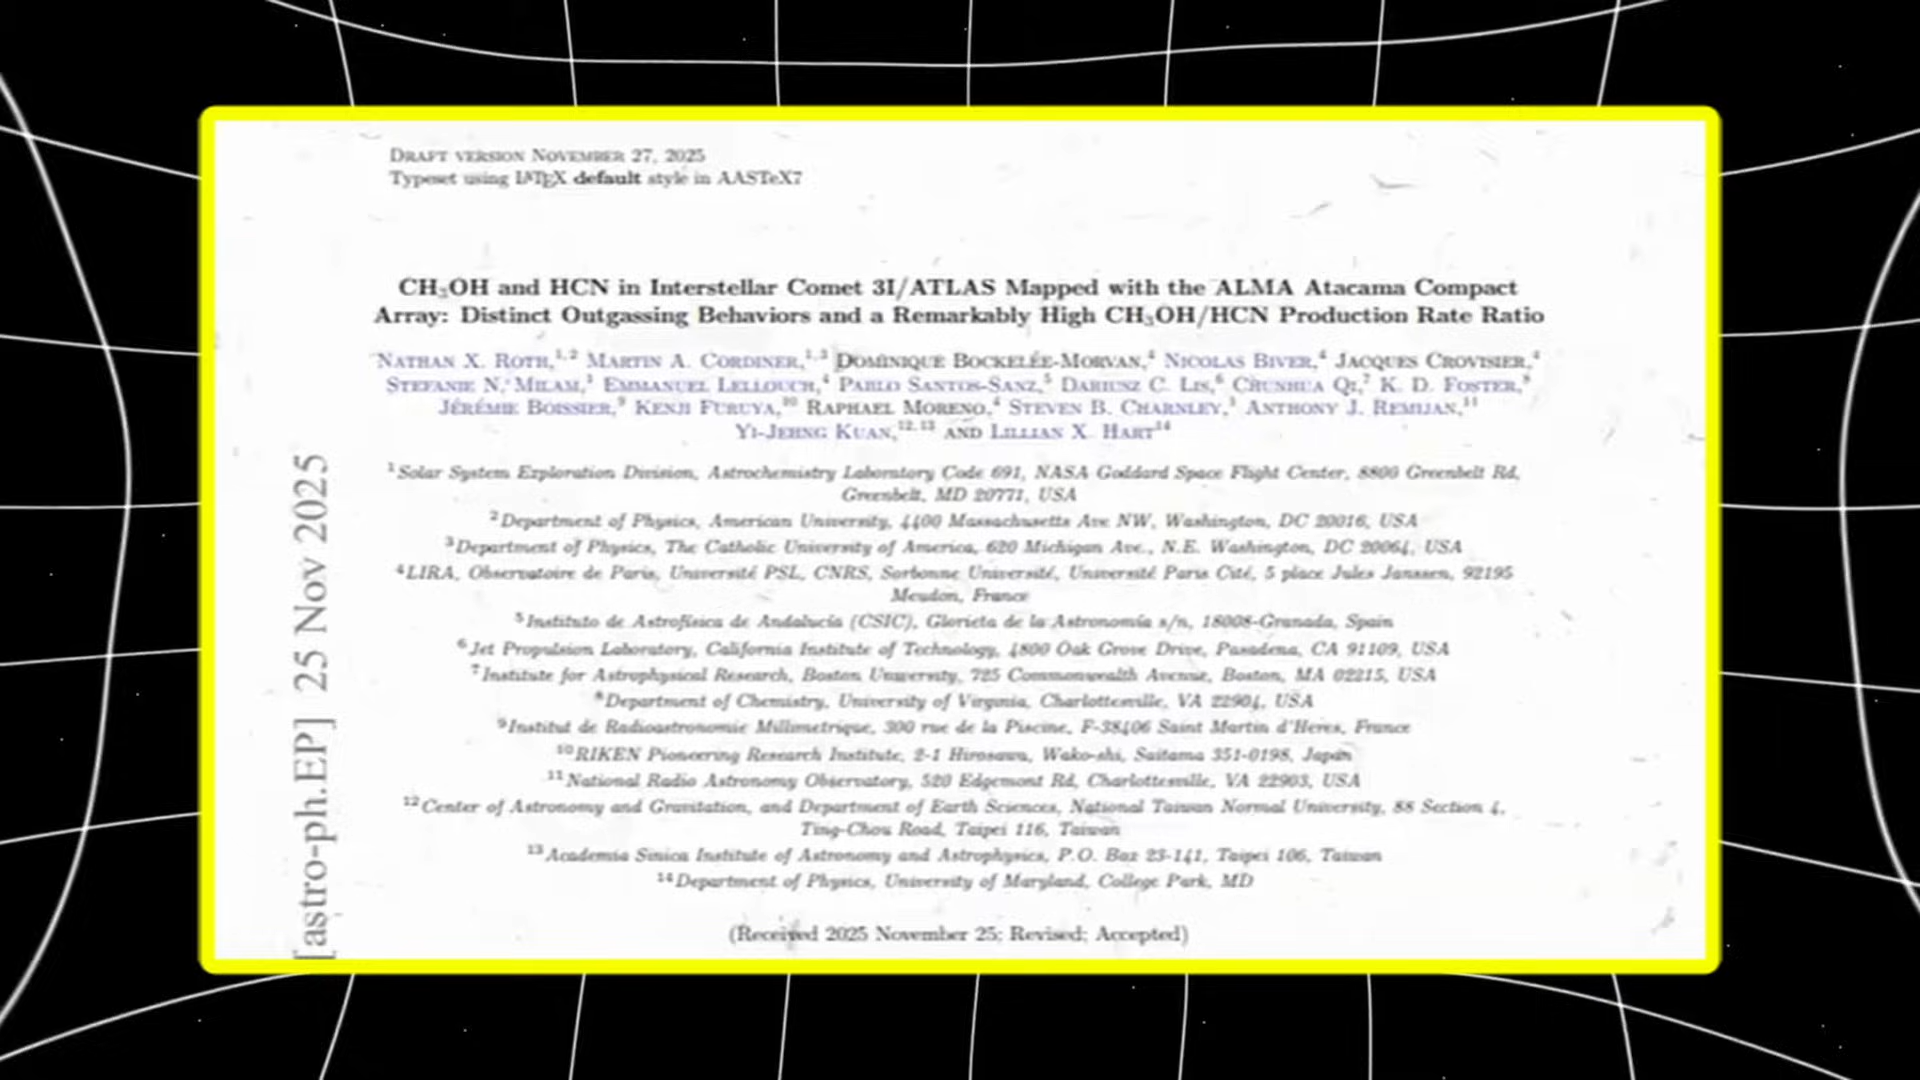 DRAFT VERSION NOVEMBER 27, 2025
Typeset using LATEX default style in AASTeX7
CH₃OH and HCN in Interstellar Comet 3I/ATLAS Mapped with the ALMA Atacama Compact
Array: Distinct Outgassing Behaviors and a Remarkably High CH₃OH/HCN Production Rate Ratio
NATHAN X. ROTH,1,2 MARTIN A. CORDINER,1,3 DOMINIQUE BOCKELÉE-MORVAN,4 NICOLAS BIVER,4 JACQUES CROVISIER,4
STEFANIE N. MILAM,1 EMMANUEL LELLOUCH,4 PABLO SANTOS-SANZ,5 DARIUSZ C. LIS,6 CHUNHUA QI,7 K. D. FOSTER,8
JÉRÉMIE BOISSIER,9 KENJI FURUYA,10 RAPHAEL MORENO,4 STEVEN B. CHARNLEY,1 ANTHONY J. REMIJAN,11
YI-JEHNG KUAN,12,13 AND LILLIAN X. HART14
1Solar System Exploration Division, Astrochemistry Laboratory Code 691, NASA Goddard Space Flight Center, 8800 Greenbelt Rd,
Greenbelt, MD 20771, USA
2Department of Physics, American University, 4400 Massachusetts Ave NW, Washington, DC 20016, USA
3Department of Physics, The Catholic University of America, 620 Michigan Ave., N.E. Washington, DC 20064, USA
4LIRA, Observatoire de Paris, Université PSL, CNRS, Sorbonne Université, Université Paris Cité, 5 place Jules Janssen, 92195
Meudon, France
5Instituto de Astrofísica de Andalucía (CSIC), Glorieta de la Astronomía s/n, 18008-Granada, Spain
6Jet Propulsion Laboratory, California Institute of Technology, 4800 Oak Grove Drive, Pasadena, CA 91109, USA
7Institute for Astrophysical Research, Boston University, 725 Commonwealth Avenue, Boston, MA 02215, USA
8Department of Chemistry, University of Virginia, Charlottesville, VA 22904, USA
9Institut de Radioastronomie Millimetrique, 300 rue de la Piscine, F-38406 Saint Martin d'Heres, France
10RIKEN Pioneering Research Institute, 2-1 Hirosawa, Wako-shi, Saitama 351-0198, Japan
11National Radio Astronomy Observatory, 520 Edgemont Rd, Charlottesville, VA 22903, USA
12Center of Astronomy and Gravitation, and Department of Earth Sciences, National Taiwan Normal University, 88 Section 4,
Ting-Chou Road, Taipei 116, Taiwan
13Academia Sinica Institute of Astronomy and Astrophysics, P.O. Box 23-141, Taipei 106, Taiwan
14Department of Physics, University of Maryland, College Park, MD
(Received 2025 November 25; Revised; Accepted)
[astro-ph.EP] 25 Nov 2025